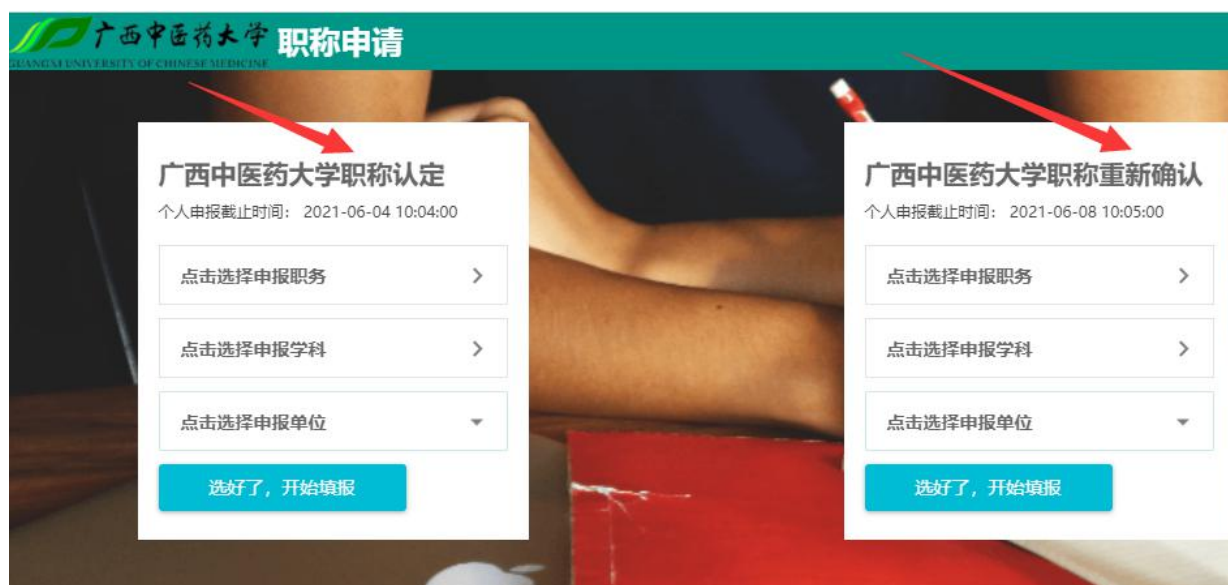 广西中医药大学 职称申请
GUANGXI UNIVERSITY OF CHINESE MEDICINE
广西中医药大学职称认定
个人申报截止时间： 2021-06-04 10:04:00
点击选择申报职务
点击选择申报学科
点击选择申报单位
选好了，开始填报
广西中医药大学职称重新确认
个人申报截止时间： 2021-06-08 10:05:00
点击选择申报职务
点击选择申报学科
点击选择申报单位
选好了，开始填报